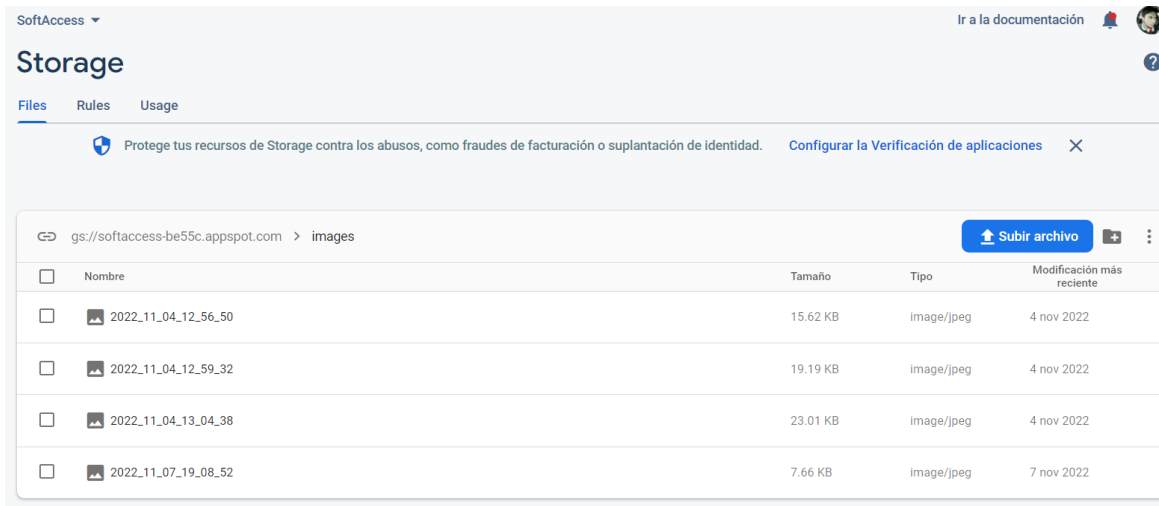 SoftAccess
Ir a la documentación
Storage
?
Files Rules Usage
Protege tus recursos de Storage contra los abusos, como fraudes de facturación o suplantación de identidad. Configurar la Verificación de aplicaciones
gs://softaccess-be55c.appspot.com > images
Subir archivo
Nombre Tamaño Tipo Modificación más
reciente
2022_11_04_12_56_50 15.62 KB image/jpeg 4 nov 2022
2022_11_04_12_59_32 19.19 KB image/jpeg 4 nov 2022
2022_11_04_13_04_38 23.01 KB image/jpeg 4 nov 2022
2022_11_07_19_08_52 7.66 KB image/jpeg 7 nov 2022